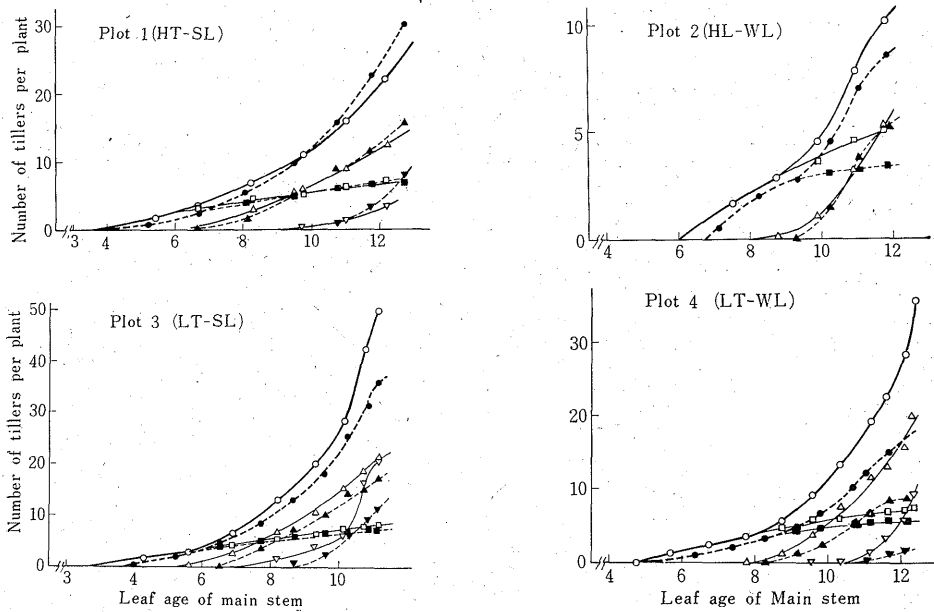 Plot 1(HT-SL)
Number of tillers per plant
30
20
10
0
3 4 6 8 10 12
Plot 2(HL-WL)
10
5
0
4 6 8 10 12
Plot 3 (LT-SL)
Number of tillers per plant
50
40
30
20
10
0
3 4 6 8 10
Leaf age of main stem
Plot 4 (LT-WL)
30
20
10
0
4 6 8 10 12
Leaf age of Main stem